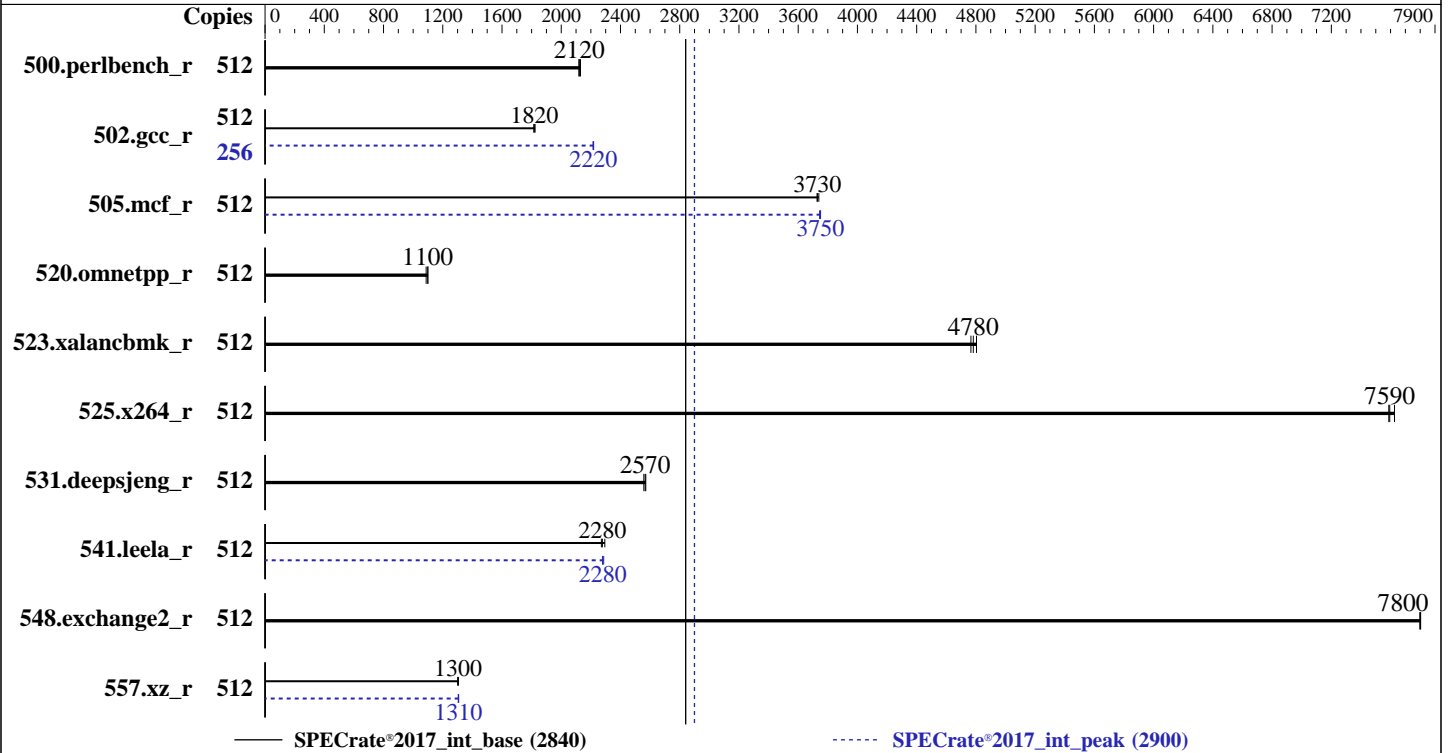 Copies 0 400 800 1200 1600 2000 2400 2800 3200 3600 4000 4400 4800 5200 5600 6000 6400 6800 7200 7900
500.perlbench_r 512 2120
512 1820
502.gcc_r
256 2220
505.mcf_r 512 3730
3750
520.omnetpp_r 512 1100
523.xalancbmk_r 512 4780
525.x264_r 512 7590
531.deepsjeng_r 512 2570
541.leela_r 512 2280
2280
548.exchange2_r 512 7800
557.xz_r 512 1300
1310
SPECrate®2017_int_base (2840) SPECrate®2017_int_peak (2900)